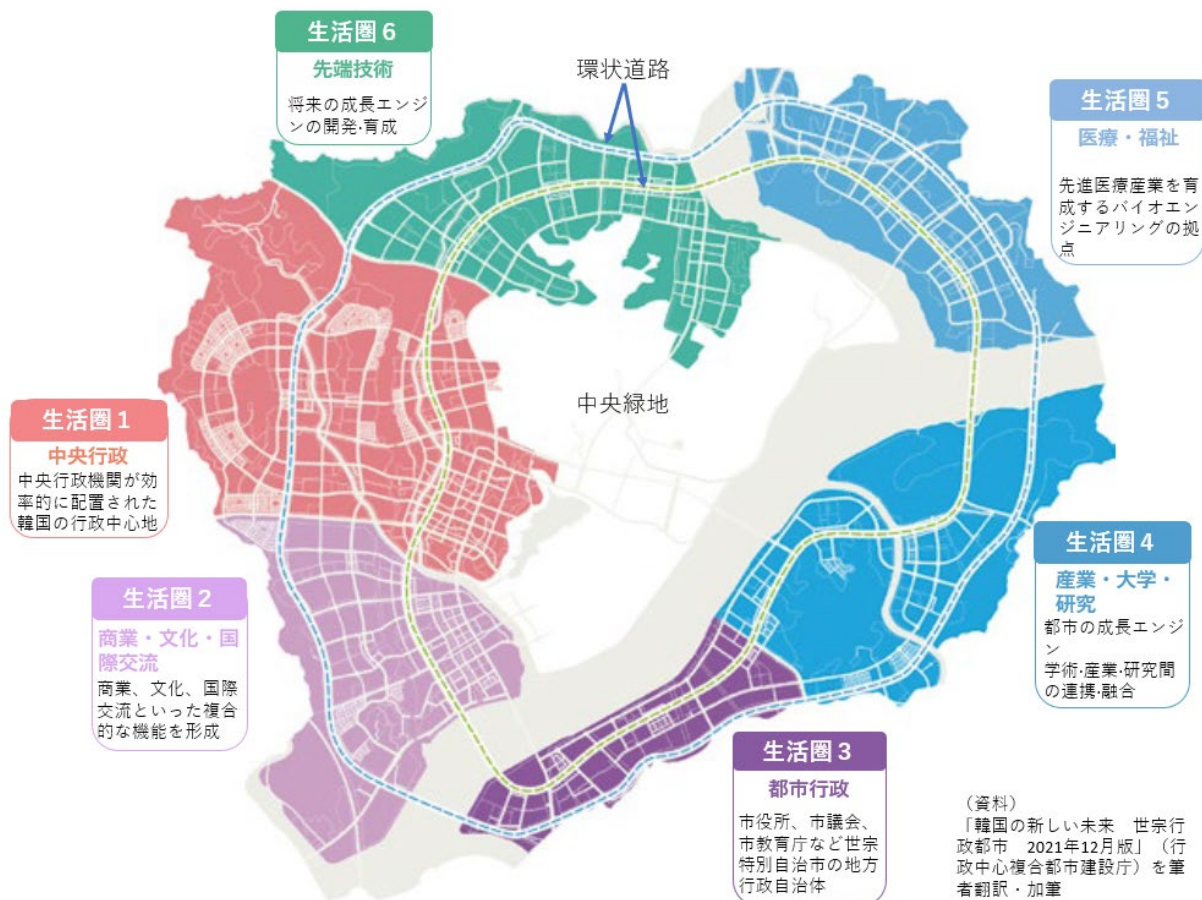 生活圏6
先端技術
将来の成長エンジ
ンの開発･育成
環状道路
生活圏5
医療・福祉
先進医療産業を育
成するバイオエン
ジニアリングの拠
点
中央緑地
生活圏1
中央行政
中央行政機関が効
率的に配置された
韓国の行政中心地
生活圏2
商業・文化・国
際交流
商業、文化、国際
交流といった複合
的な機能を形成
生活圏4
産業・大学・
研究
都市の成長エンジ
ン
学術･産業･研究間
の連携･融合
生活圏3
都市行政
市役所、市議会、
市教育庁など世宗
特別自治市の地方
行政自治体
（資料）
「韓国の新しい未来　世宗行
政都市　2021年12月版」（行
政中心複合都市建設庁）を筆
者翻訳・加筆